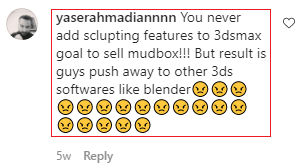 yaserahmadiannnn You never
add sclupting features to 3dsmax
goal to sell mudbox!!! But result is
guys push away to other 3ds
softwares like blender😠😠😠
😠😠😠😠😠😠😠😠😠
😠😠😠😠😠
5w Reply